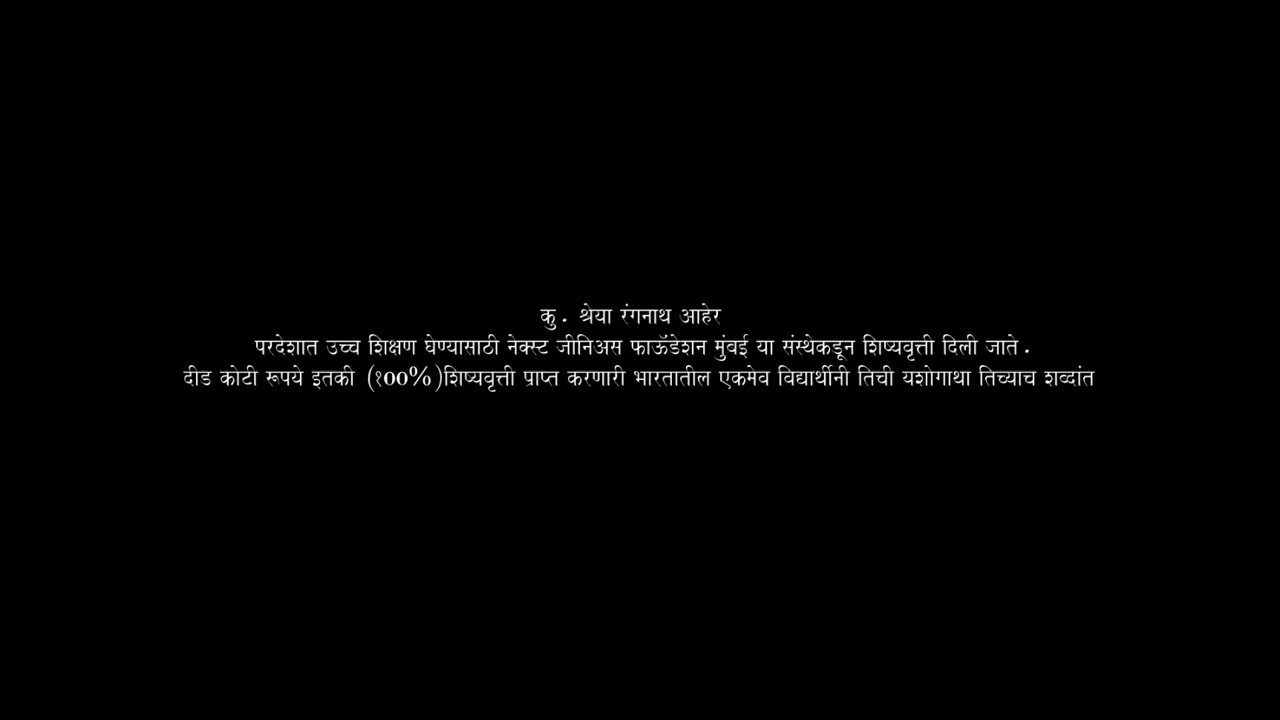 कु. श्रेया रंगनाथ आहेर
परदेशात उच्च शिक्षण घेण्यासाठी नेक्स्ट जीनिअस फाऊॅडेशन मुंबई या संस्थेकडून शिष्यवृत्ती दिली जाते.
दीड कोटी रूपये इतकी (१००%)शिष्यवृत्ती प्राप्त करणारी भारतातील एकमेव विद्यार्थीनी तिची यशोगाथा तिच्याच शब्दांत